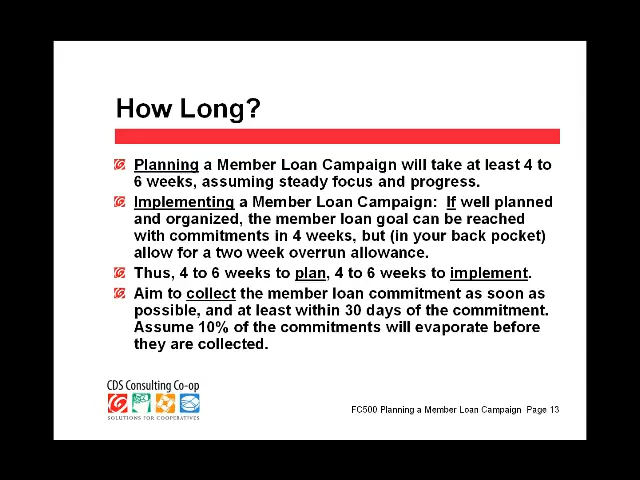 How Long?
Planning a Member Loan Campaign will take at least 4 to
6 weeks, assuming steady focus and progress.
Implementing a Member Loan Campaign: If well planned
and organized, the member loan goal can be reached
with commitments in 4 weeks, but (in your back pocket)
allow for a two week overrun allowance.
Thus, 4 to 6 weeks to plan, 4 to 6 weeks to implement.
Aim to collect the member loan commitment as soon as
possible, and at least within 30 days of the commitment.
Assume 10% of the commitments will evaporate before
they are collected.
CDS Consulting Co-op
SOLUTIONS FOR COOPERATIVES
FC500 Planning a Member Loan Campaign Page 13